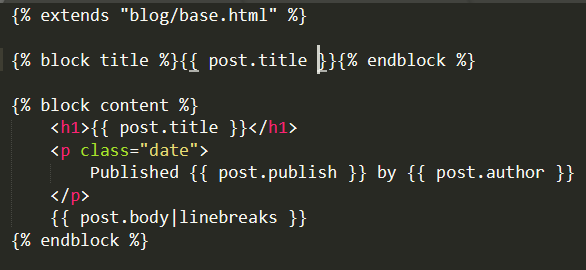 {% extends "blog/base.html" %}
{% block title %}{{ post.title }}{% endblock %}
{% block content %}
<h1>{{ post.title }}</h1>
<p class="date">
Published {{ post.publish }} by {{ post.author }}
</p>
{{ post.body|linebreaks }}
{% endblock %}